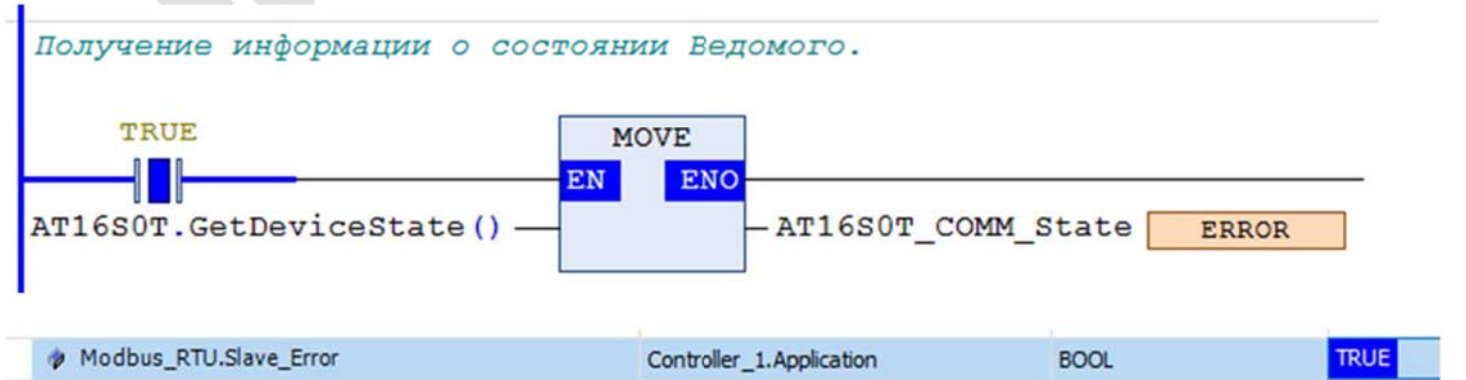 Получение информации о состоянии Ведомого.
TRUE
MOVE
EN ENO
AT16S0T.GetDeviceState() AT16S0T_COMM_State ERROR
Modbus_RTU.Slave_Error Controller_1.Application BOOL TRUE